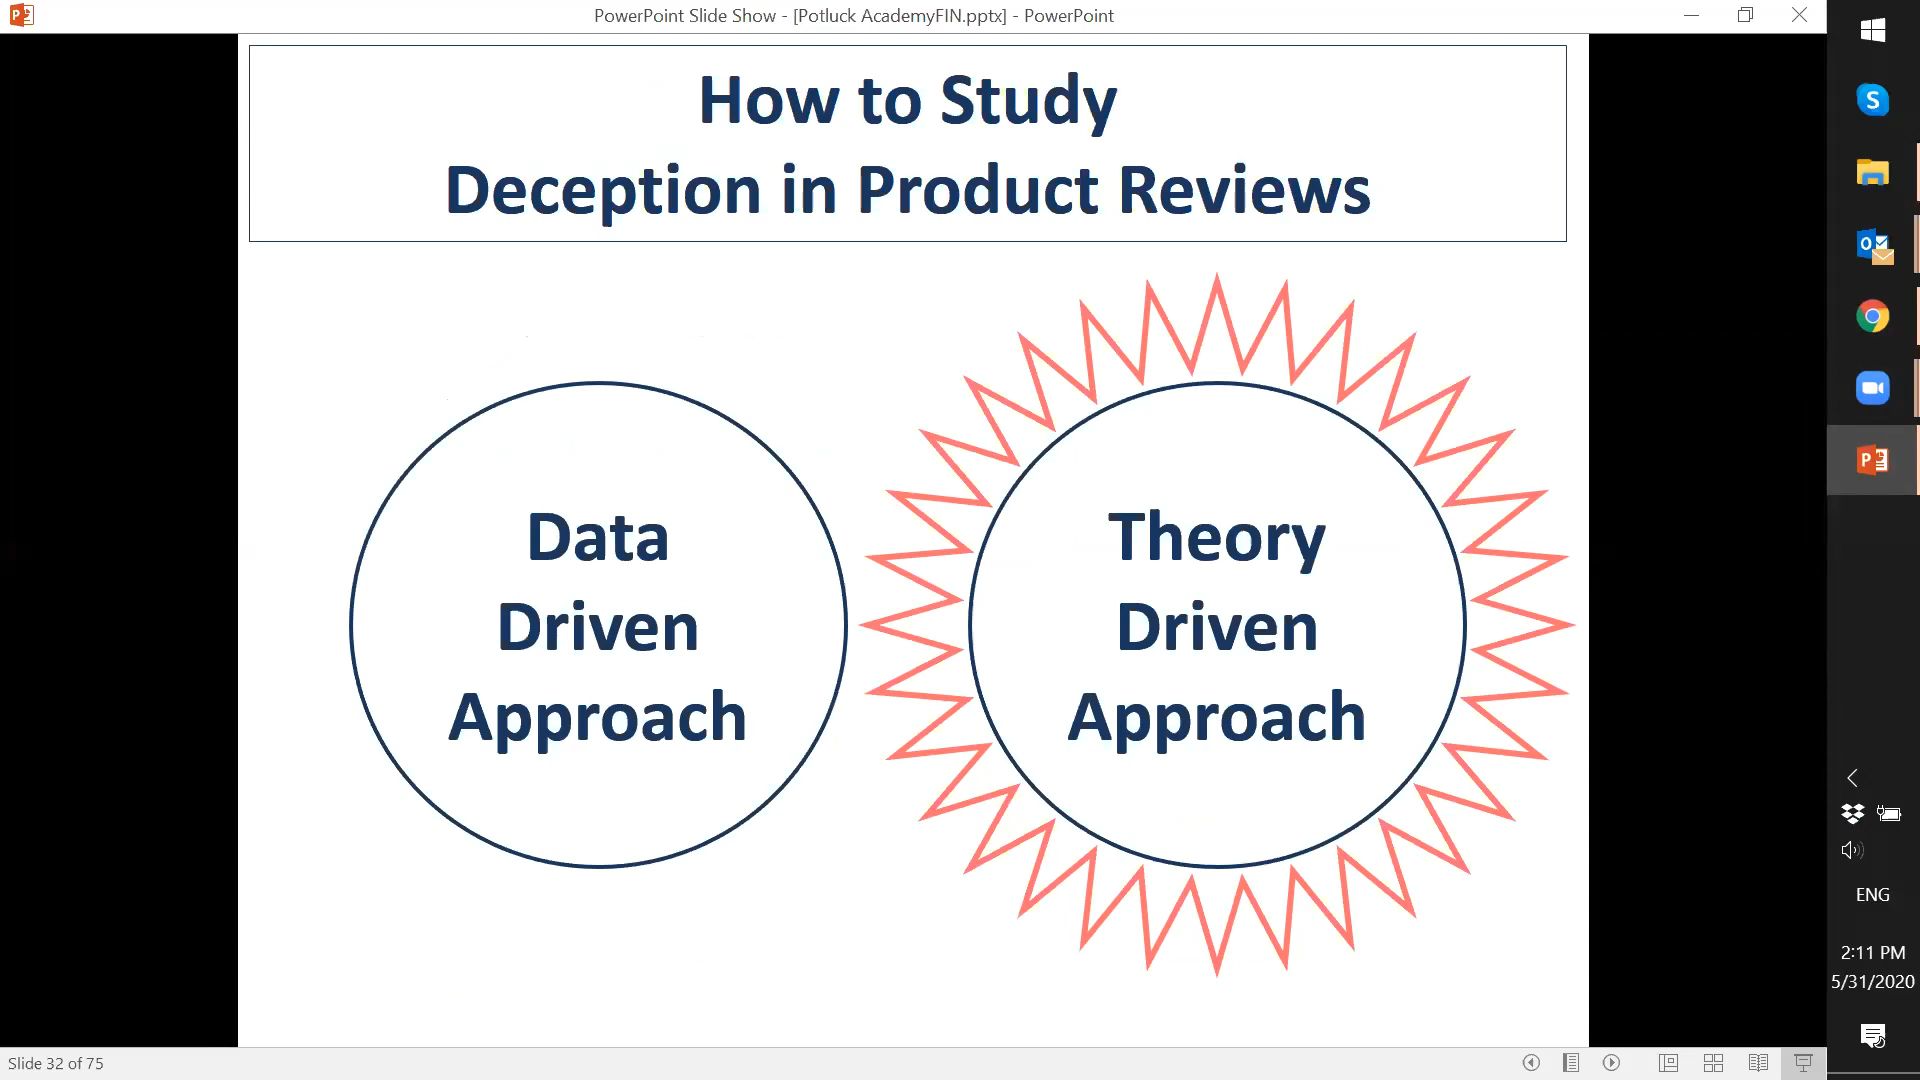 PowerPoint Slide Show - [Potluck AcademyFIN.pptx] - PowerPoint
How to Study
Deception in Product Reviews
Data
Driven
Approach
Theory
Driven
Approach
ENG
2:11 PM
5/31/2020
Slide 32 of 75